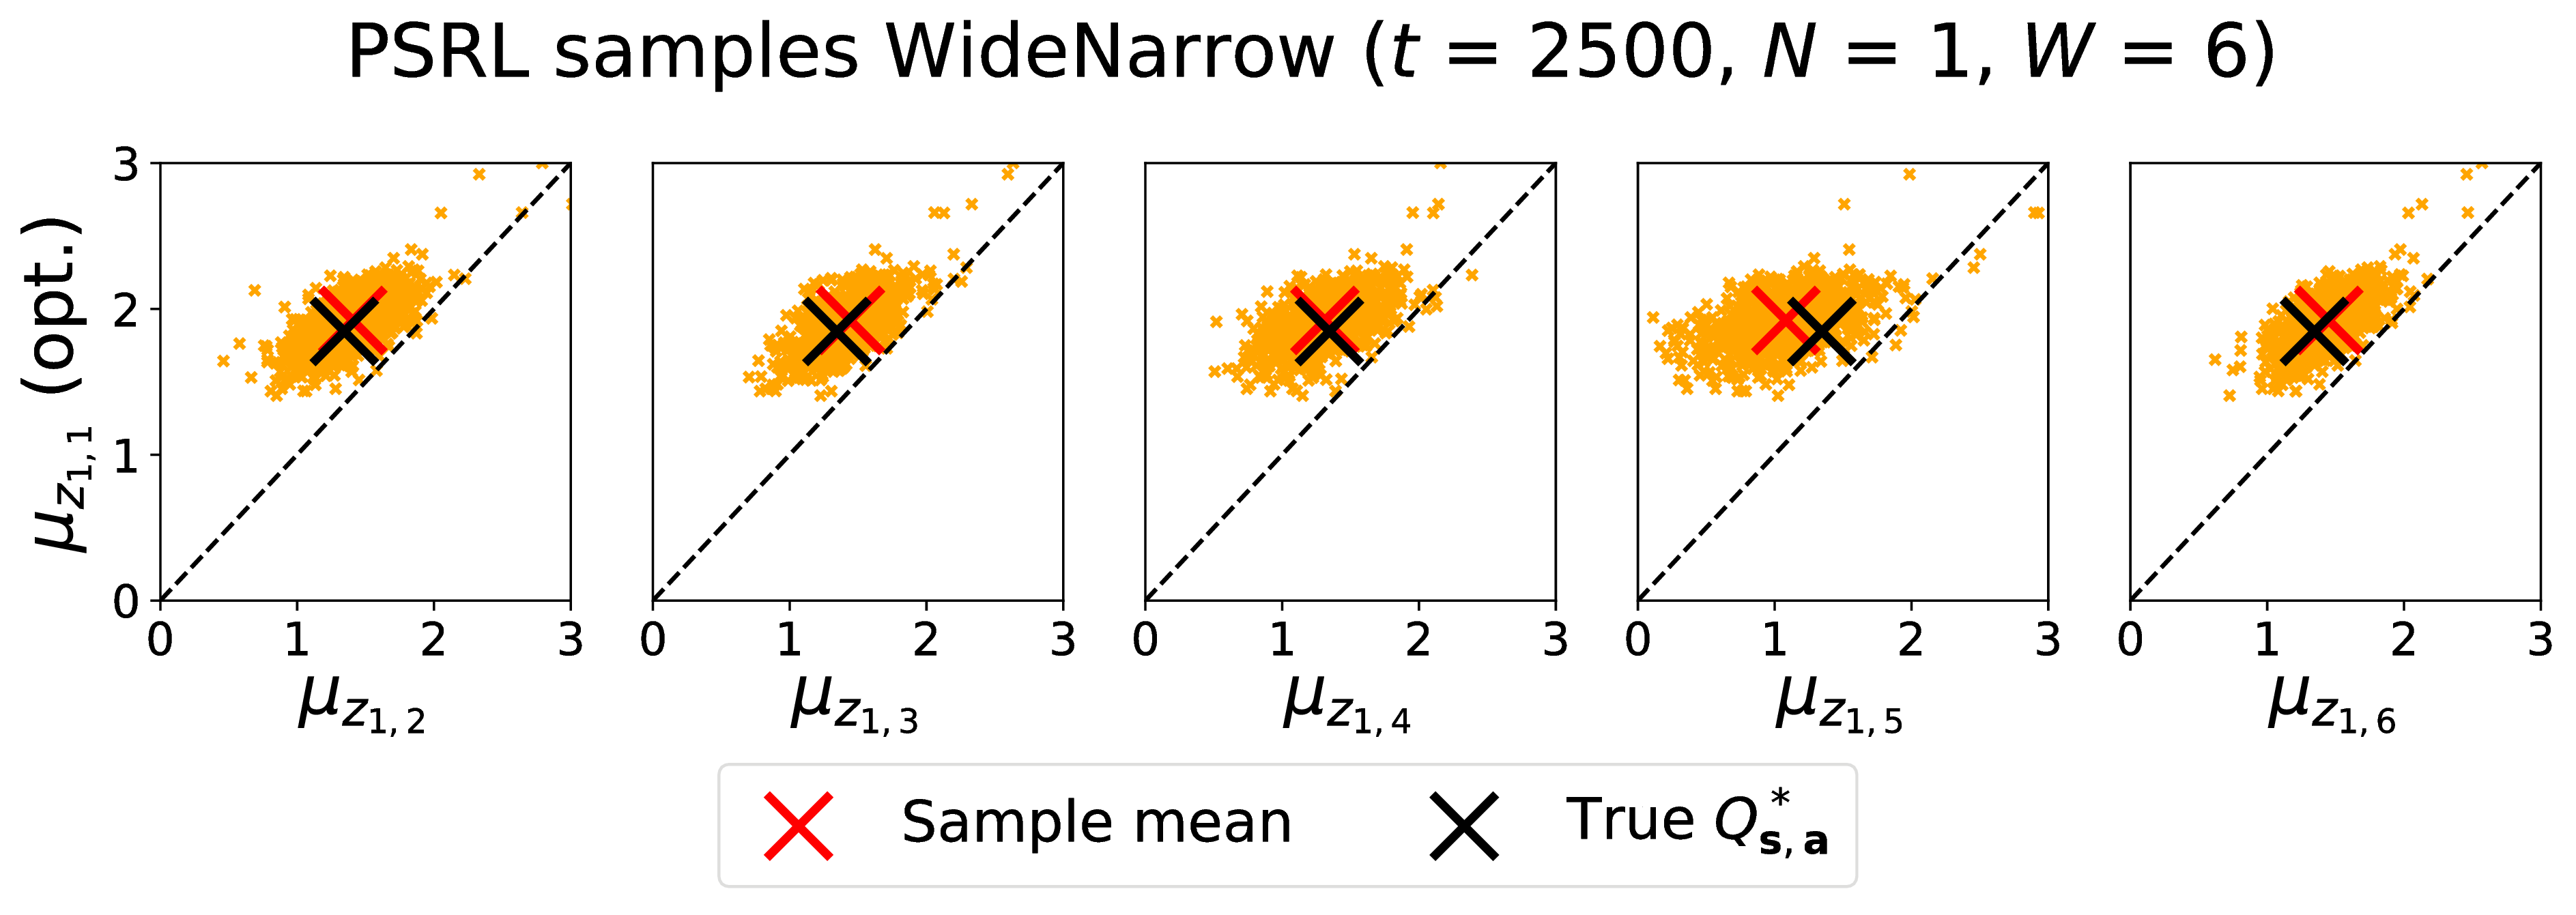 PSRL samples WideNarrow (t = 2500, N = 1, W = 6)
μz1,1 (opt.)
3
2
1
0
0 1 2 3
0 1 2 3
0 1 2 3
0 1 2 3
0 1 2 3
μz1,2
μz1,3
μz1,4
μz1,5
μz1,6
Sample mean
True Q*s,a